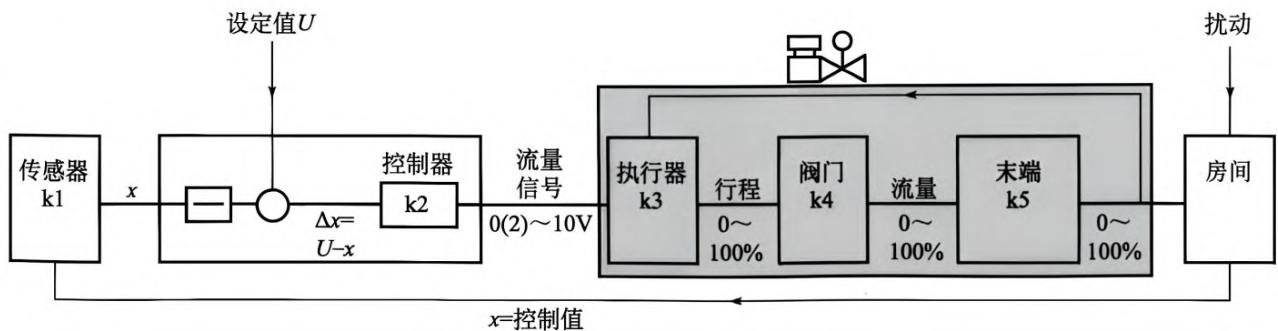 设定值U
扰动
传感器
k1
x
控制器
k2
Δx=
U–x
流量
信号
0(2)～10V
执行器
k3
行程
0～
100%
阀门
k4
流量
0～
100%
末端
k5
0～
100%
房间
x=控制值